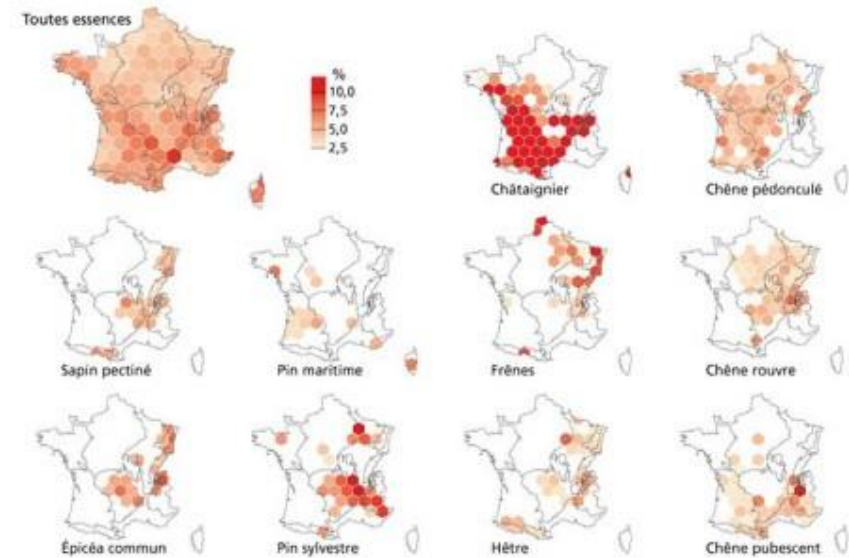 Toutes essences
%
10,0
7,5
5,0
2,5
Châtaignier
Chêne pédonculé
Sapin pectiné
Pin maritime
Frênes
Chêne rouvre
Épicéa commun
Pin sylvestre
Hêtre
Chêne pubescent